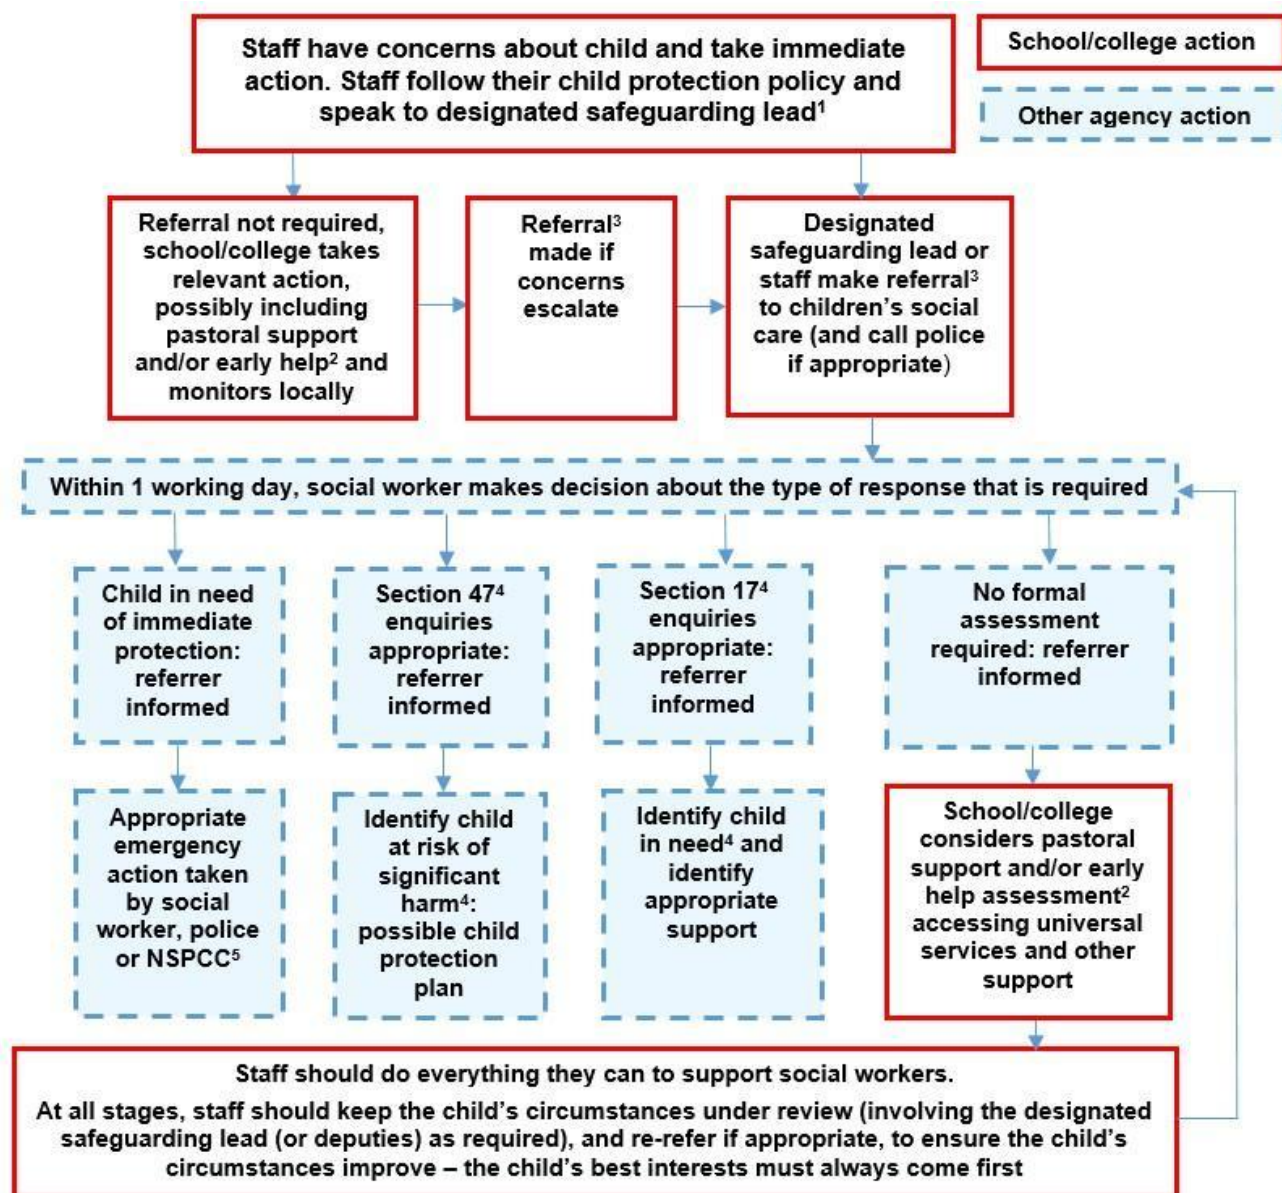 Staff have concerns about child and take immediate
action. Staff follow their child protection policy and
speak to designated safeguarding lead¹
School/college action
Other agency action
Referral not required,
school/college takes
relevant action,
possibly including
pastoral support
and/or early help² and
monitors locally
Referral³
made if
concerns
escalate
Designated
safeguarding lead or
staff make referral³
to children’s social
care (and call police
if appropriate)
Within 1 working day, social worker makes decision about the type of response that is required
Child in need
of immediate
protection:
referrer
informed
Section 47⁴
enquiries
appropriate:
referrer
informed
Section 17⁴
enquiries
appropriate:
referrer
informed
No formal
assessment
required: referrer
informed
Appropriate
emergency
action taken
by social
worker, police
or NSPCC⁵
Identify child
at risk of
significant
harm⁴:
possible child
protection
plan
Identify child
in need⁴ and
identify
appropriate
support
School/college
considers pastoral
support and/or early
help assessment²
accessing universal
services and other
support
Staff should do everything they can to support social workers.
At all stages, staff should keep the child’s circumstances under review (involving the designated
safeguarding lead (or deputies) as required), and re-refer if appropriate, to ensure the child’s
circumstances improve – the child’s best interests must always come first